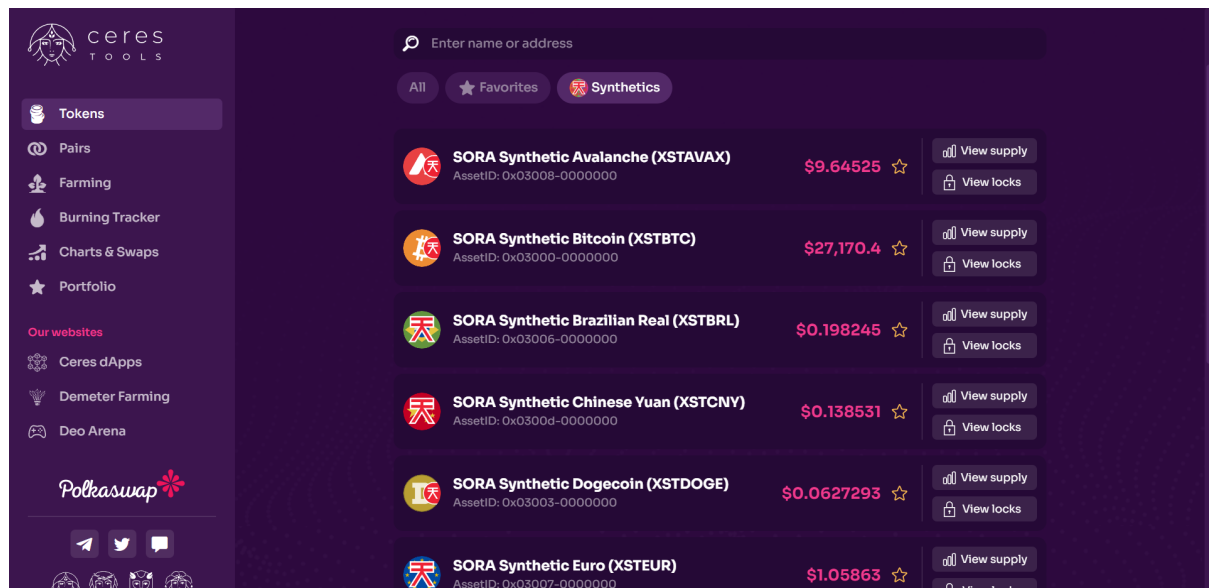 ceres
TOOLS
Tokens
Pairs
Farming
Burning Tracker
Charts & Swaps
Portfolio
Our websites
Ceres dApps
Demeter Farming
Deo Arena
Polkaswap
Enter name or address
All
Favorites
Synthetics
SORA Synthetic Avalanche (XSTAVAX)
AssetID: 0x03008-0000000
$9.64525
View supply
View locks
SORA Synthetic Bitcoin (XSTBTC)
AssetID: 0x03000-0000000
$27,170.4
View supply
View locks
SORA Synthetic Brazilian Real (XSTBRL)
AssetID: 0x03006-0000000
$0.198245
View supply
View locks
SORA Synthetic Chinese Yuan (XSTCNY)
AssetID: 0x0300d-0000000
$0.138531
View supply
View locks
SORA Synthetic Dogecoin (XSTDOGE)
AssetID: 0x03003-0000000
$0.0627293
View supply
View locks
SORA Synthetic Euro (XSTEUR)
AssetID: 0x03007-0000000
$1.05863
View supply
View locks